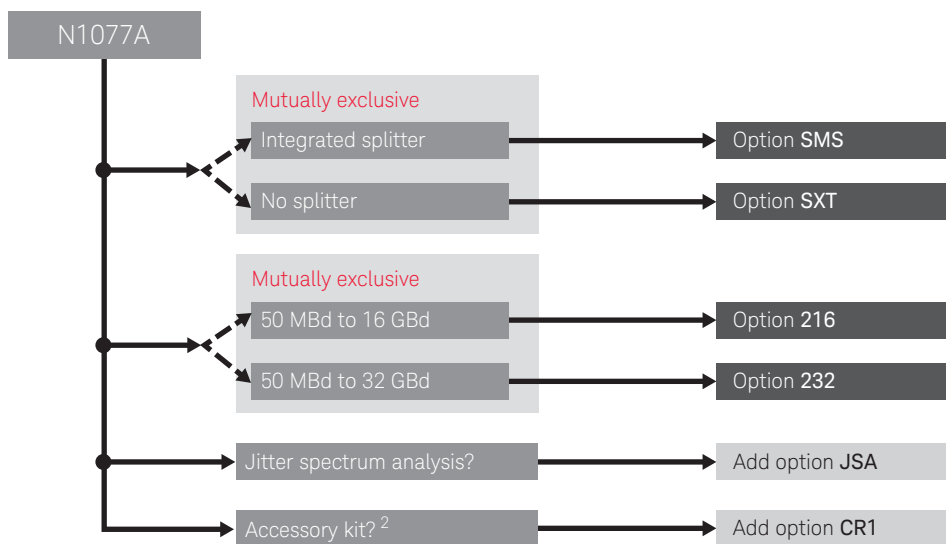 N1077A
Mutually exclusive
Integrated splitter
Option SMS
No splitter
Option SXT
Mutually exclusive
50 MBd to 16 GBd
Option 216
50 MBd to 32 GBd
Option 232
Jitter spectrum analysis?
Add option JSA
Accessory kit? 2
Add option CR1